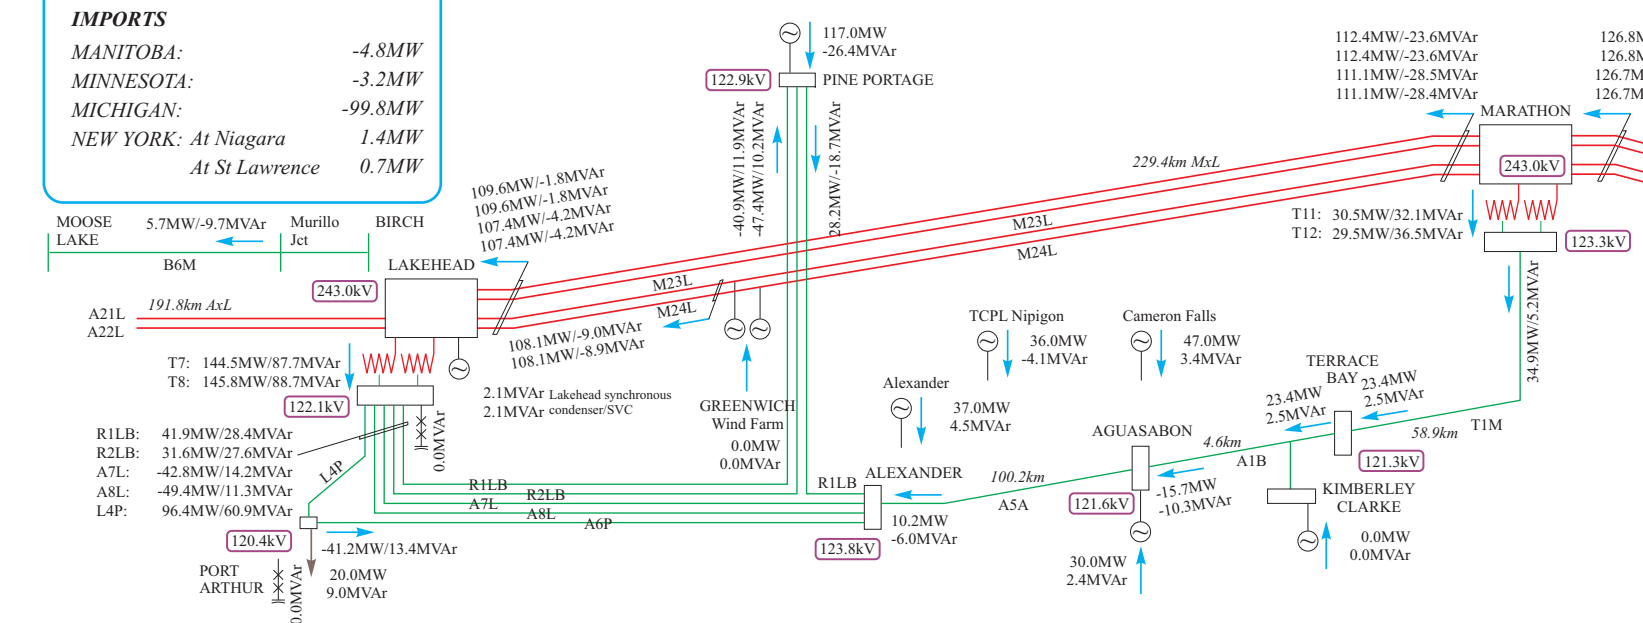 IMPORTS
MANITOBA: -4.8MW
MINNESOTA: -3.2MW
MICHIGAN: -99.8MW
NEW YORK: At Niagara 1.4MW
At St Lawrence 0.7MW
117.0MW
-26.4MVAr
122.9kV
PINE PORTAGE
-40.9MW/11.9MVAr
-47.4MW/10.2MVAr
28.2MW/-18.7MVAr
112.4MW/-23.6MVAr
112.4MW/-23.6MVAr
111.1MW/-28.5MVAr
111.1MW/-28.4MVAr
126.8M
126.8M
126.7M
126.7M
MARATHON
243.0kV
229.4km MxL
M23L
M24L
T11: 30.5MW/32.1MVAr
T12: 29.5MW/36.5MVAr
123.3kV
34.9MW/5.2MVAr
MOOSE
LAKE
5.7MW/-9.7MVAr
Murillo
Jct
BIRCH
B6M
109.6MW/-1.8MVAr
109.6MW/-1.8MVAr
107.4MW/-4.2MVAr
107.4MW/-4.2MVAr
LAKEHEAD
243.0kV
191.8km AxL
A21L
A22L
M23L
M24L
108.1MW/-9.0MVAr
108.1MW/-8.9MVAr
T7: 144.5MW/87.7MVAr
T8: 145.8MW/88.7MVAr
122.1kV
2.1MVAr
2.1MVAr
Lakehead synchronous
condenser/SVC
0.0MVAr
GREENWICH
Wind Farm
0.0MW
0.0MVAr
TCPL Nipigon
36.0MW
-4.1MVAr
Cameron Falls
47.0MW
3.4MVAr
Alexander
37.0MW
4.5MVAr
TERRACE
BAY
23.4MW
2.5MVAr
23.4MW
2.5MVAr
58.9km
T1M
121.3kV
R1LB: 41.9MW/28.4MVAr
R2LB: 31.6MW/27.6MVAr
A7L: -42.8MW/14.2MVAr
A8L: -49.4MW/11.3MVAr
L4P: 96.4MW/60.9MVAr
L4P
R1LB
R2LB
A7L
A8L
A6P
R1LB
ALEXANDER
123.8kV
10.2MW
-6.0MVAr
100.2km
A5A
AGUASABON
121.6kV
4.6km
A1B
-15.7MW
-10.3MVAr
30.0MW
2.4MVAr
KIMBERLEY
CLARKE
0.0MW
0.0MVAr
120.4kV
-41.2MW/13.4MVAr
PORT
ARTHUR
0.0MVAr
20.0MW
9.0MVAr